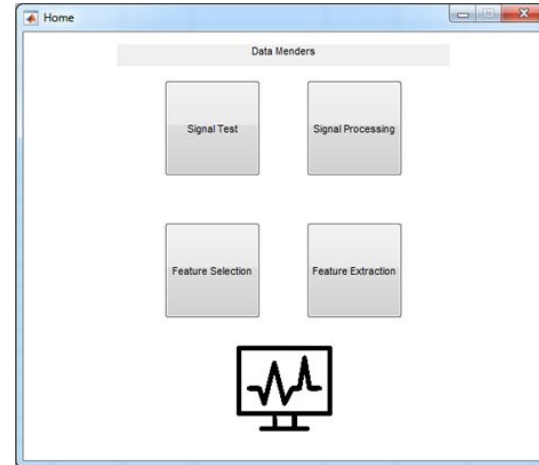 Home
Data Menders
Signal Test
Signal Processing
Feature Selection
Feature Extraction